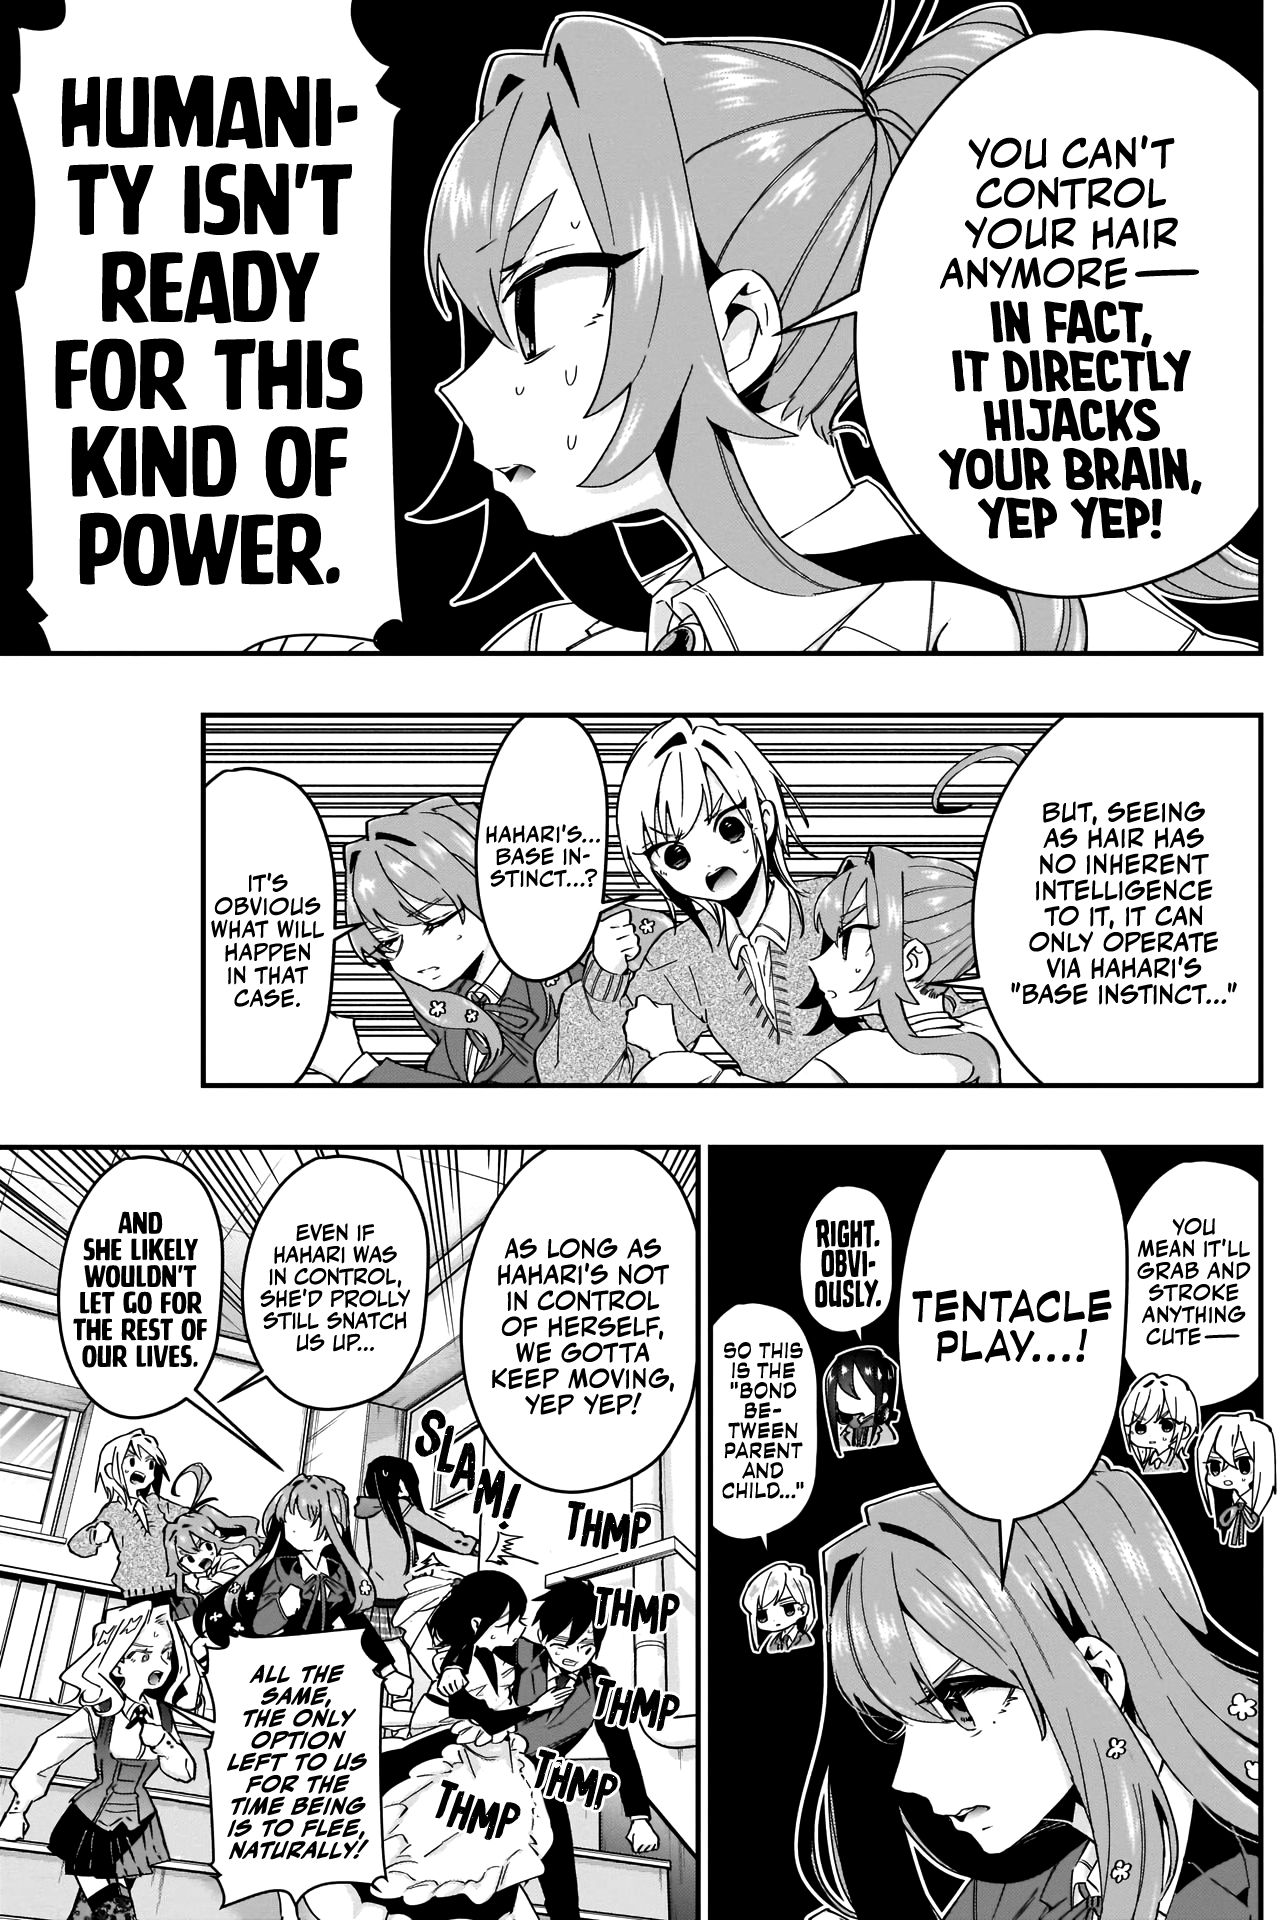 YOU CAN'T
CONTROL
YOUR HAIR
ANYMORE—
IN FACT,
IT DIRECTLY
HIJACKS
YOUR BRAIN,
YEP YEP!
HUMANI-
TY ISN'T
READY
FOR THIS
KIND OF
POWER.
BUT, SEEING
AS HAIR HAS
NO INHERENT
INTELLIGENCE
TO IT, IT CAN
ONLY OPERATE
VIA HAHARI'S
"BASE INSTINCT..."
HAHARI'S...
BASE IN-
STINCT...?
IT'S
OBVIOUS
WHAT WILL
HAPPEN
IN THAT
CASE.
YOU
MEAN IT'LL
GRAB AND
STROKE
ANYTHING
CUTE—
TENTACLE
PLAY...!
RIGHT.
OBVI-
OUSLY.
SO THIS
IS THE
"BOND
BE-
TWEEN
PARENT
AND
CHILD..."
AS LONG AS
HAHARI'S NOT
IN CONTROL
OF HERSELF,
WE GOTTA
KEEP MOVING,
YEP YEP!
EVEN IF
HAHARI WAS
IN CONTROL,
SHE'D PROLLY
STILL SNATCH
US UP...
AND
SHE LIKELY
WOULDN'T
LET GO FOR
THE REST OF
OUR LIVES.
SLAM!
THMP
THMP
THMP
THMP
THMP
ALL THE
SAME,
THE ONLY
OPTION
LEFT TO US
FOR THE
TIME BEING
IS TO FLEE,
NATURALLY!